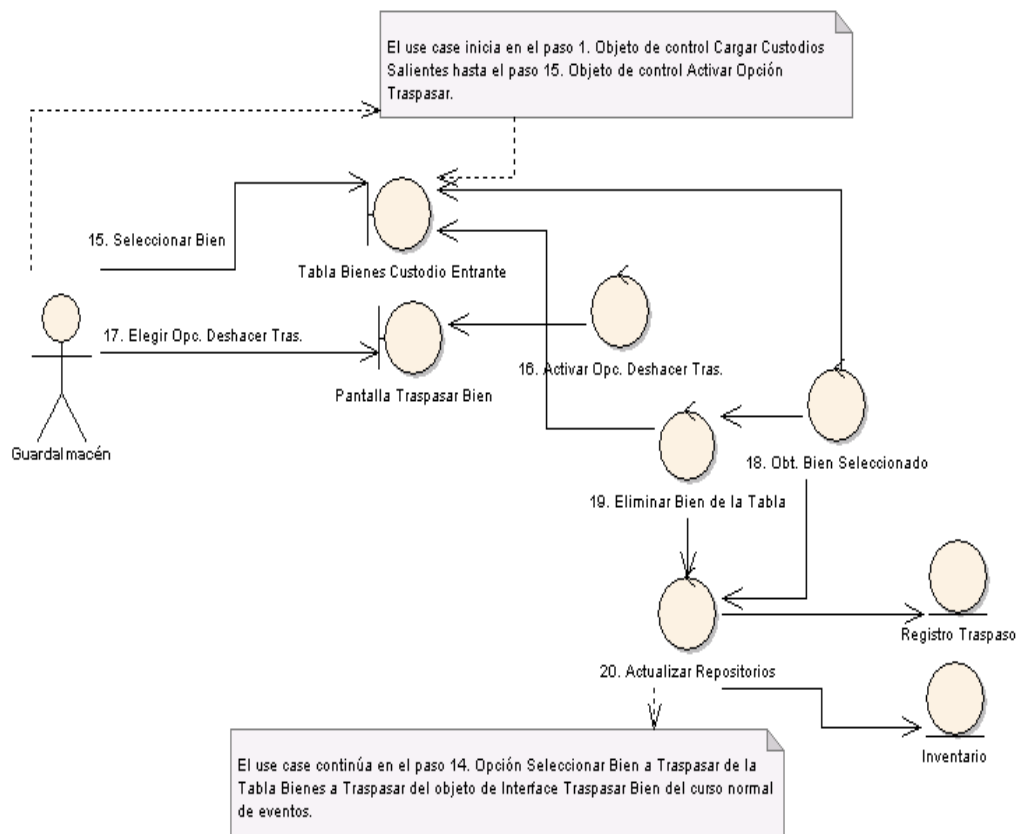 El use case inicia en el paso 1. Objeto de control Cargar Custodios
Salientes hasta el paso 15. Objeto de control Activar Opción
Traspasar.
15. Seleccionar Bien
Tabla Bienes Custodio Entrante
17. Elegir Opc. Deshacer Tras.
16. Activar Opc. Deshacer Tras.
Pantalla Traspasar Bien
Guardalmacén
18. Obt. Bien Seleccionado
19. Eliminar Bien de la Tabla
Registro Traspaso
20. Actualizar Repositorios
Inventario
El use case continúa en el paso 14. Opción Seleccionar Bien a Traspasar de la
Tabla Bienes a Traspasar del objeto de Interface Traspasar Bien del curso normal
de eventos.